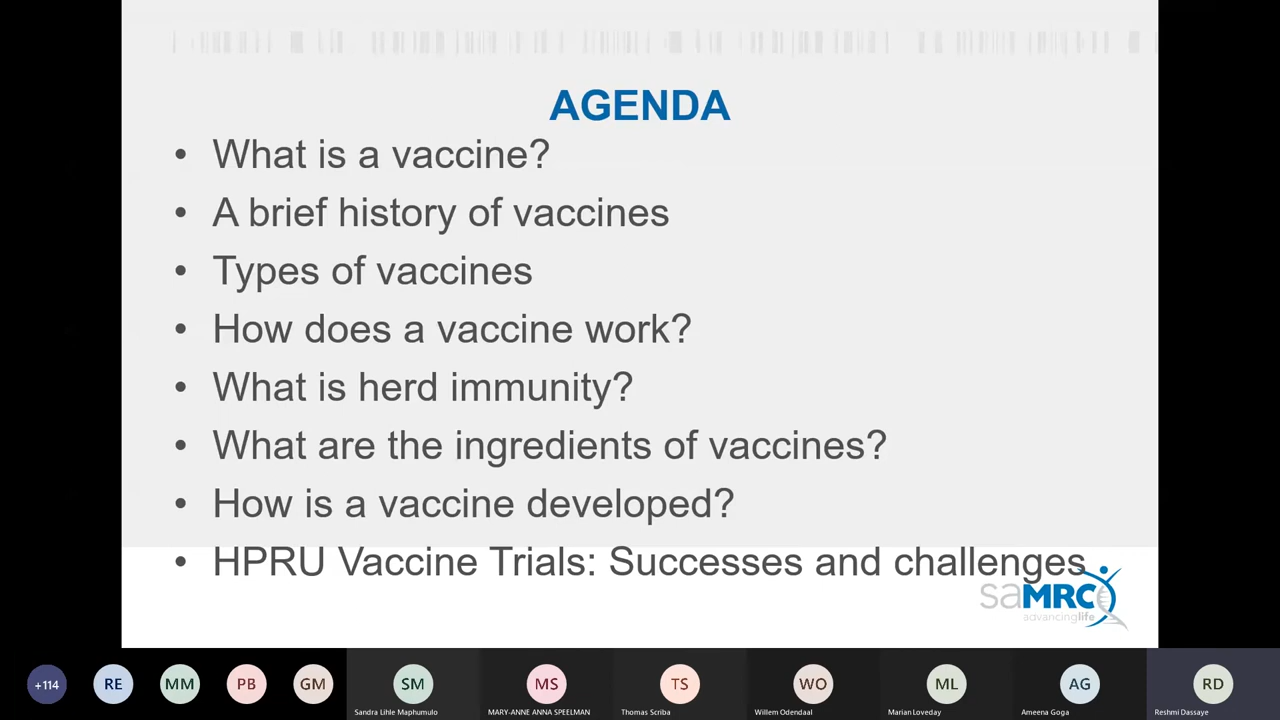 AGENDA
• What is a vaccine?
• A brief history of vaccines
• Types of vaccines
• How does a vaccine work?
• What is herd immunity?
• What are the ingredients of vaccines?
• How is a vaccine developed?
• HPRU Vaccine Trials: Successes and challenges
saMRC
advancinglife
+114 RE MM PB GM SM MS TS WO ML AG RD
Sandra Lihle Maphumulo MARY-ANNE ANNA SPEELMAN Thomas Scriba Willem Odendaal Marian Loveday Ameena Goga Reshmi Dassaye